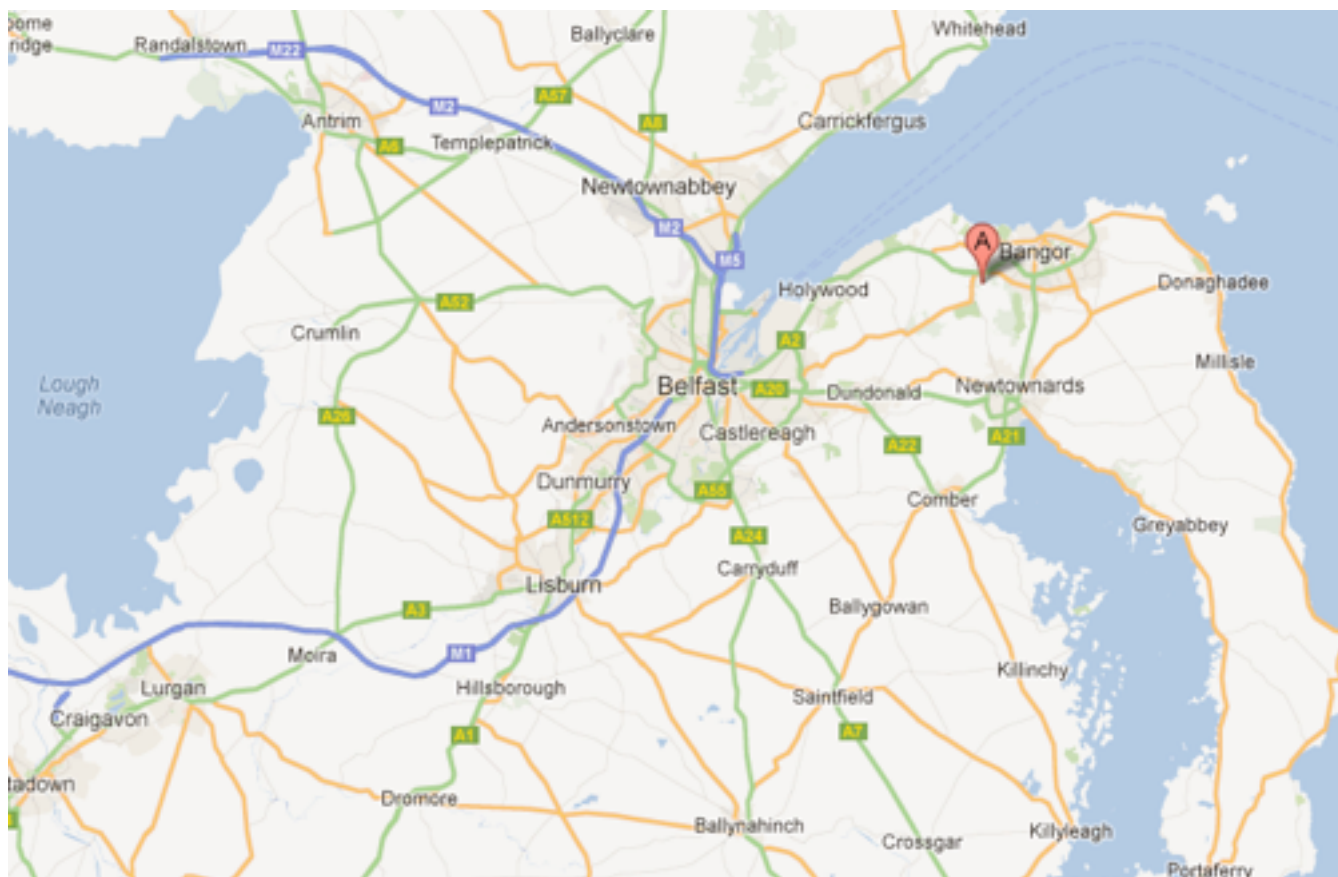 Whitehead
Ballyclare
Randalstown
M22
M2
A57
A8
Carrickfergus
Antrim
A6
Templepatrick
Newtownabbey
M2
M5
A
Bangor
Donaghadee
Holywood
A52
Crumlin
A2
Millisle
Lough
Neagh
Belfast
A20
Dundonald
Newtownards
A26
Andersonstown
Castlereagh
A22
A21
Dunmurry
A55
Comber
A512
A24
Greyabbey
Lisburn
Carryduff
A3
Ballygowan
Moira
M1
Killinchy
Lurgan
Hillsborough
Saintfield
Craigavon
A1
A7
tadown
Dromore
Ballynahinch
Killyleagh
Crossgar
Portaferry